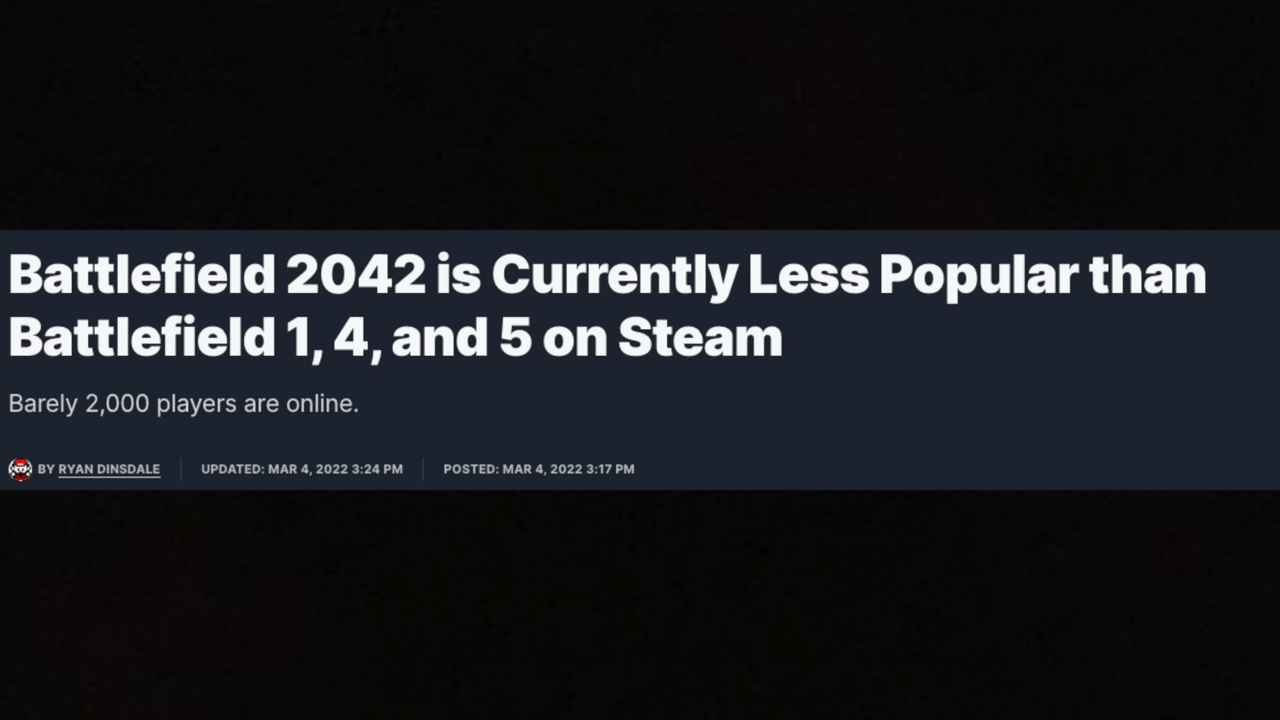 Battlefield 2042 is Currently Less Popular than
Battlefield 1, 4, and 5 on Steam
Barely 2,000 players are online.
BY RYAN DINSDALE UPDATED: MAR 4, 2022 3:24 PM POSTED: MAR 4, 2022 3:17 PM